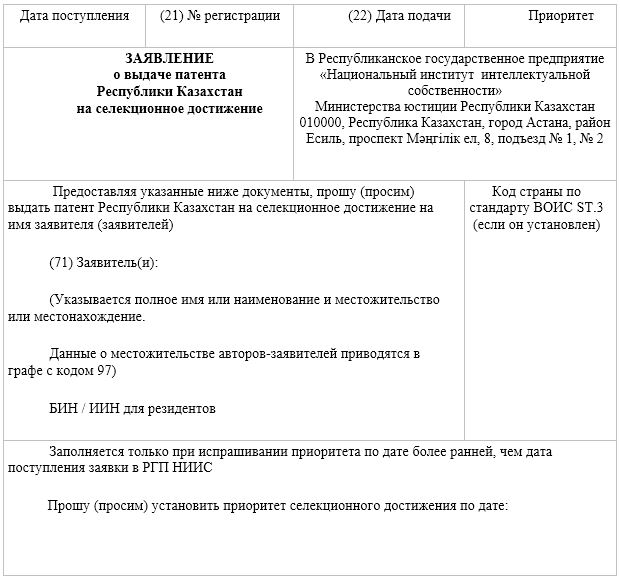 Дата поступления
(21) № регистрации
(22) Дата подачи
Приоритет
ЗАЯВЛЕНИЕ
о выдаче патента
Республики Казахстан
на селекционное достижение
В Республиканское государственное предприятие
«Национальный институт интеллектуальной
собственности»
Министерства юстиции Республики Казахстан
010000, Республика Казахстан, город Астана, район
Есиль, проспект Мәңгілік ел, 8, подъезд № 1, № 2
Предоставляя указанные ниже документы, прошу (просим)
выдать патент Республики Казахстан на селекционное достижение на
имя заявителя (заявителей)
(71) Заявитель(и):
(Указывается полное имя или наименование и местожительство
или местонахождение.
Данные о местожительстве авторов-заявителей приводятся в
графе с кодом 97)
БИН / ИИН для резидентов
Код страны по
стандарту ВОИС ST.3
(если он установлен)
Заполняется только при испрашивании приоритета по дате более ранней, чем дата
поступления заявки в РГП НИИС
Прошу (просим) установить приоритет селекционного достижения по дате: